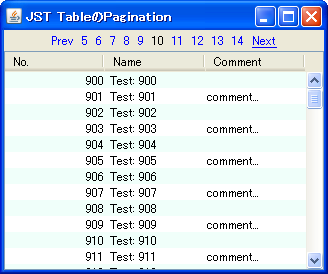 JST TableのPagination
Prev 5 6 7 8 9 10 11 12 13 14 Next
No. Name Comment
900 Test: 900
901 Test: 901 comment...
902 Test: 902
903 Test: 903 comment...
904 Test: 904
905 Test: 905 comment...
906 Test: 906
907 Test: 907 comment...
908 Test: 908
909 Test: 909 comment...
910 Test: 910
911 Test: 911 comment...